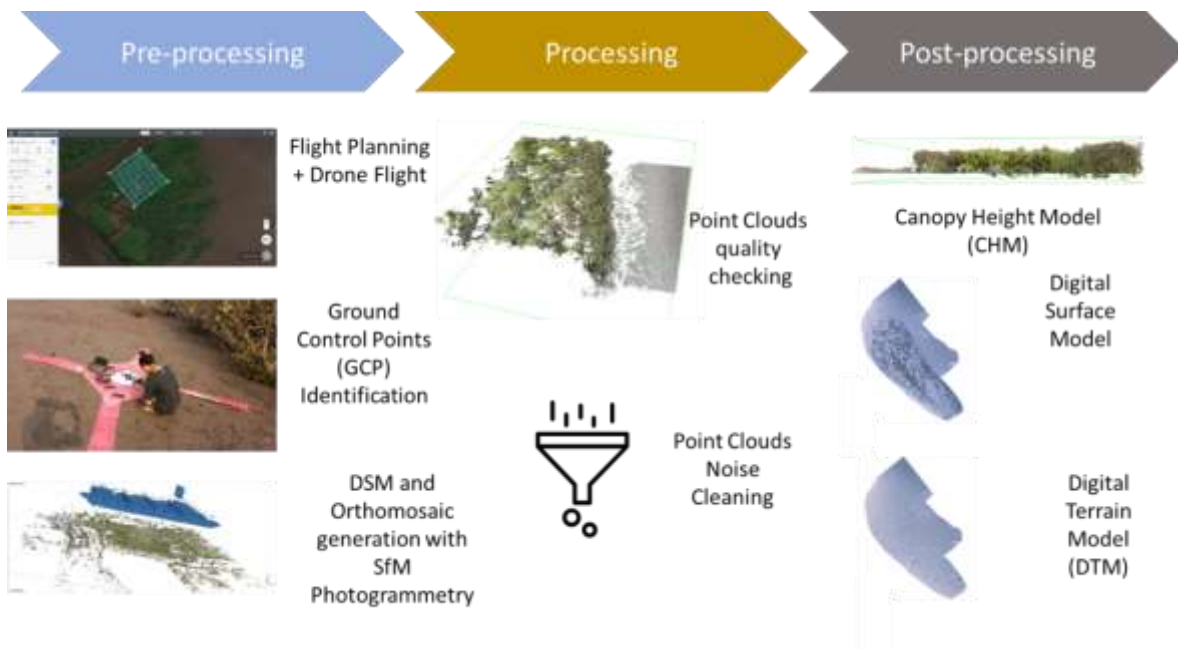 Pre-processing
Processing
Post-processing
Flight Planning
+ Drone Flight
Ground
Control Points
(GCP)
Identification
DSM and
Orthomosaic
generation with
SfM
Photogrammetry
Point Clouds
quality
checking
Point Clouds
Noise
Cleaning
Canopy Height Model
(CHM)
Digital
Surface
Model
Digital
Terrain
Model
(DTM)